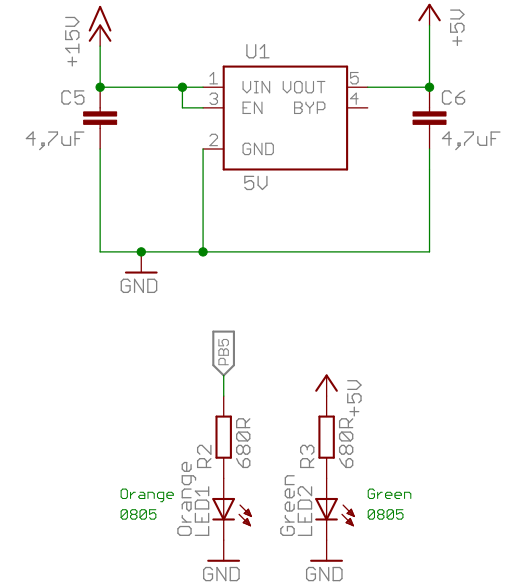 +15V
+5V
U1
C5
4,7uF
1
3
2
VIN
EN
GND
VOUT
BYP
5
4
5V
C6
4,7uF
GND
PB5
R2
680R
Orange
LED1
Orange
0805
GND
+5V
R3
680R
Green
LED2
Green
0805
GND